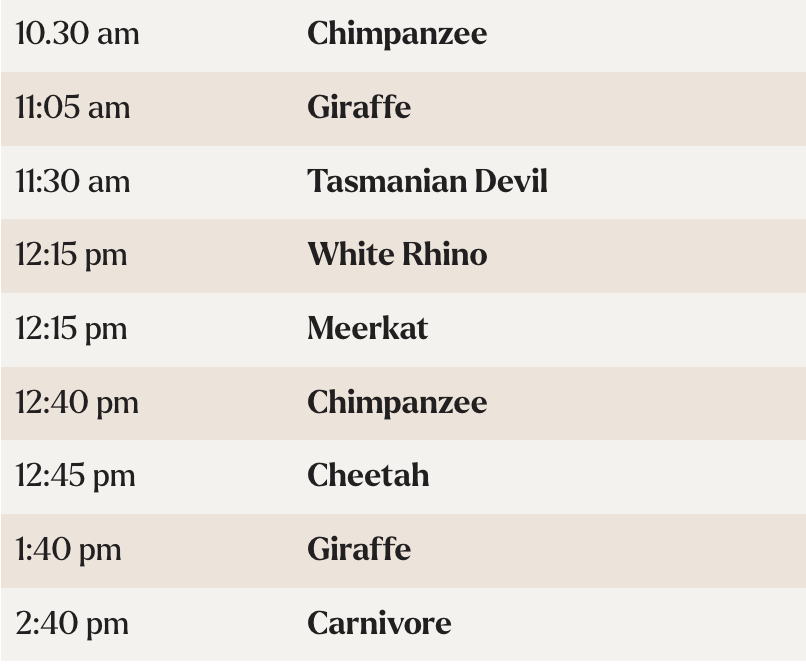 10.30 am Chimpanzee
11:05 am Giraffe
11:30 am Tasmanian Devil
12:15 pm White Rhino
12:15 pm Meerkat
12:40 pm Chimpanzee
12:45 pm Cheetah
1:40 pm Giraffe
2:40 pm Carnivore